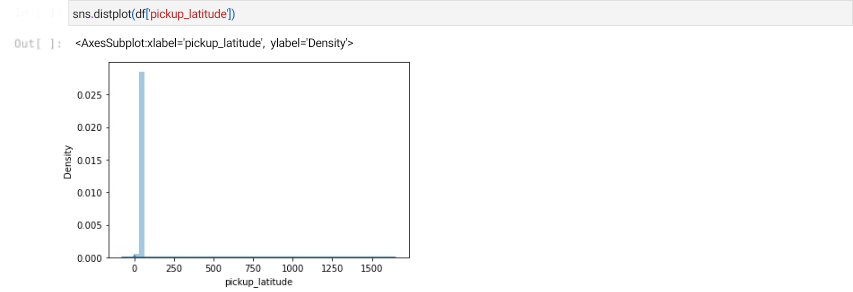 sns.distplot(df['pickup_latitude'])
Out[ ]: <AxesSubplot:xlabel='pickup_latitude', ylabel='Density'>
0.025
0.020
0.015
0.010
0.005
0.000
Density
0 250 500 750 1000 1250 1500
pickup_latitude